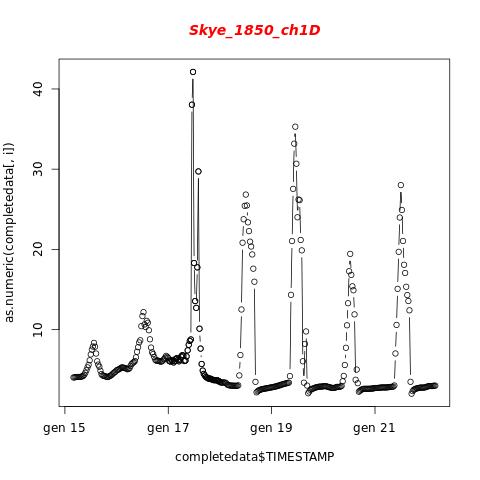 Skye_1850_ch1D
as.numeric(completedata[, i])
40
30
20
10
gen 15
gen 17
gen 19
gen 21
completedata$TIMESTAMP